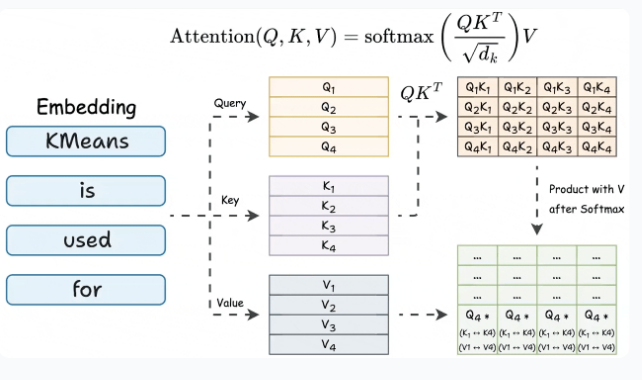 Attention(Q, K, V) = softmax(QK^T / √d_k)V
Embedding
KMeans
is
used
for
Query
Key
Value
Q₁
Q₂
Q₃
Q₄
K₁
K₂
K₃
K₄
V₁
V₂
V₃
V₄
QK^T
Q₁K₁ Q₁K₂ Q₁K₃ Q₁K₄
Q₂K₁ Q₂K₂ Q₂K₃ Q₂K₄
Q₃K₁ Q₃K₂ Q₃K₃ Q₃K₄
Q₄K₁ Q₄K₂ Q₄K₃ Q₄K₄
Product with V
after Softmax
... ... ... ...
... ... ... ...
... ... ... ...
Q₄ * Q₄ * Q₄ * Q₄ *
(K₁ ↔ K4) (K₁ ↔ K4) (K₁ ↔ K4) (K₁ ↔ K4)
(V1 ↔ V4) (V1 ↔ V4) (V1 ↔ V4) (V1 ↔ V4)